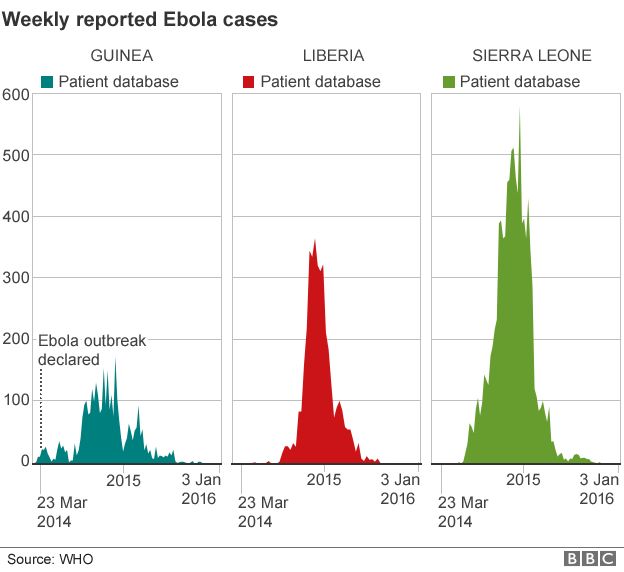 Weekly reported Ebola cases
GUINEA
Patient database
LIBERIA
Patient database
SIERRA LEONE
Patient database
600
500
400
300
200
100
0
Ebola outbreak
declared
23 Mar
2014
2015
3 Jan
2016
23 Mar
2014
2015
3 Jan
2016
23 Mar
2014
2015
3 Jan
2016
Source: WHO
BBC